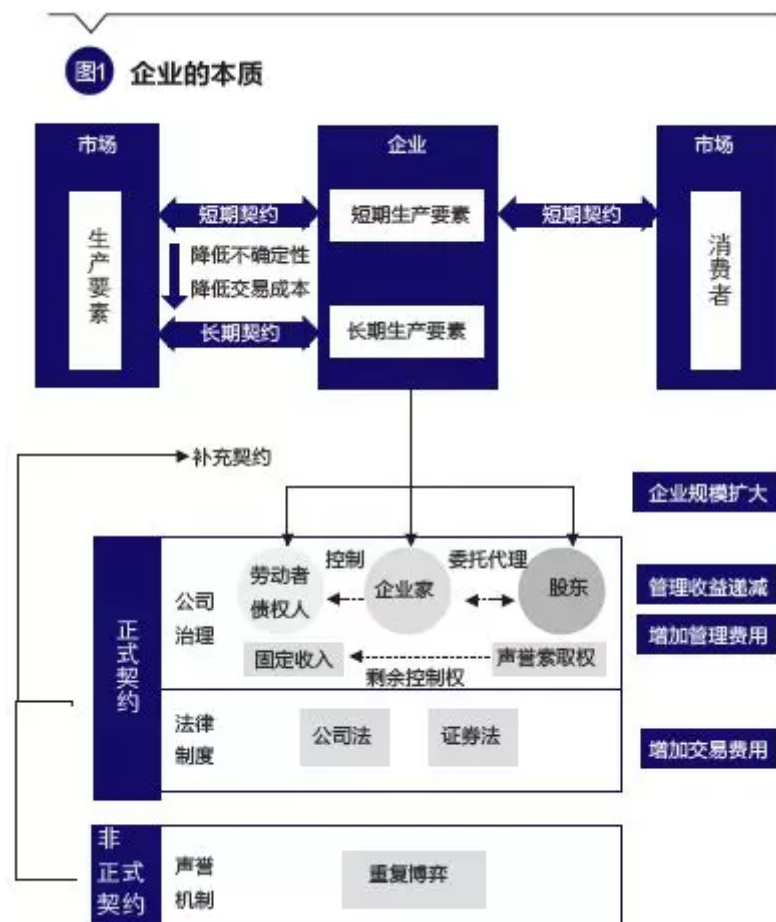 图1 企业的本质
市场
企业
市场
生产要素
短期契约
短期生产要素
短期契约
消费者
降低不确定性
降低交易成本
长期契约
长期生产要素
补充契约
企业规模扩大
正式契约
公司
治理
劳动者
债权人
控制
企业家
委托代理
股东
管理收益递减
固定收入
剩余控制权
声誉索取权
增加管理费用
法律
制度
公司法
证券法
增加交易费用
非
正式
契约
声誉
机制
重复博弈